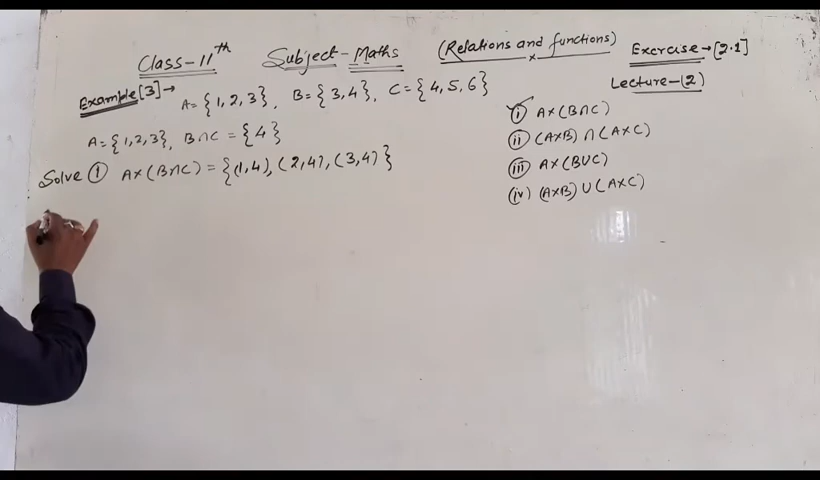 Class-11th Subject-Maths (Relations and functions) Excrcise→[2.1]
Lecture-(2)
Example[3]→ A={1,2,3}, B={3,4}, C={4,5,6}
A={1,2,3}, B∩C={4}
Solve ① A×(B∩C)={(1,4),(2,4),(3,4)}
(i) A×(B∩C)
(ii) (A×B)∩(A×C)
(iii) A×(B∪C)
(iv) (A×B)∪(A×C)